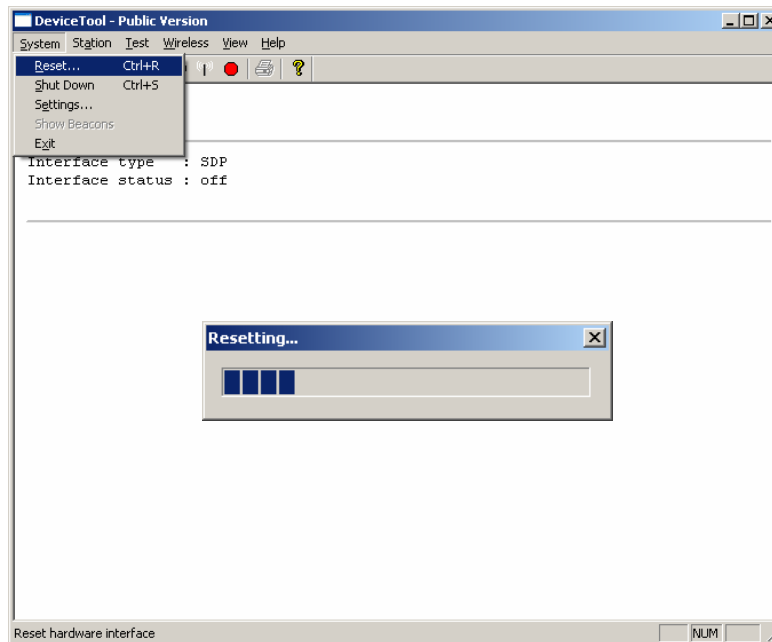 DeviceTool - Public Version
System Station Test Wireless View Help
Reset... Ctrl+R
Shut Down Ctrl+S
Settings...
Show Beacons
Exit
Interface type : SDP
Interface status : off
Resetting...
Reset hardware interface NUM